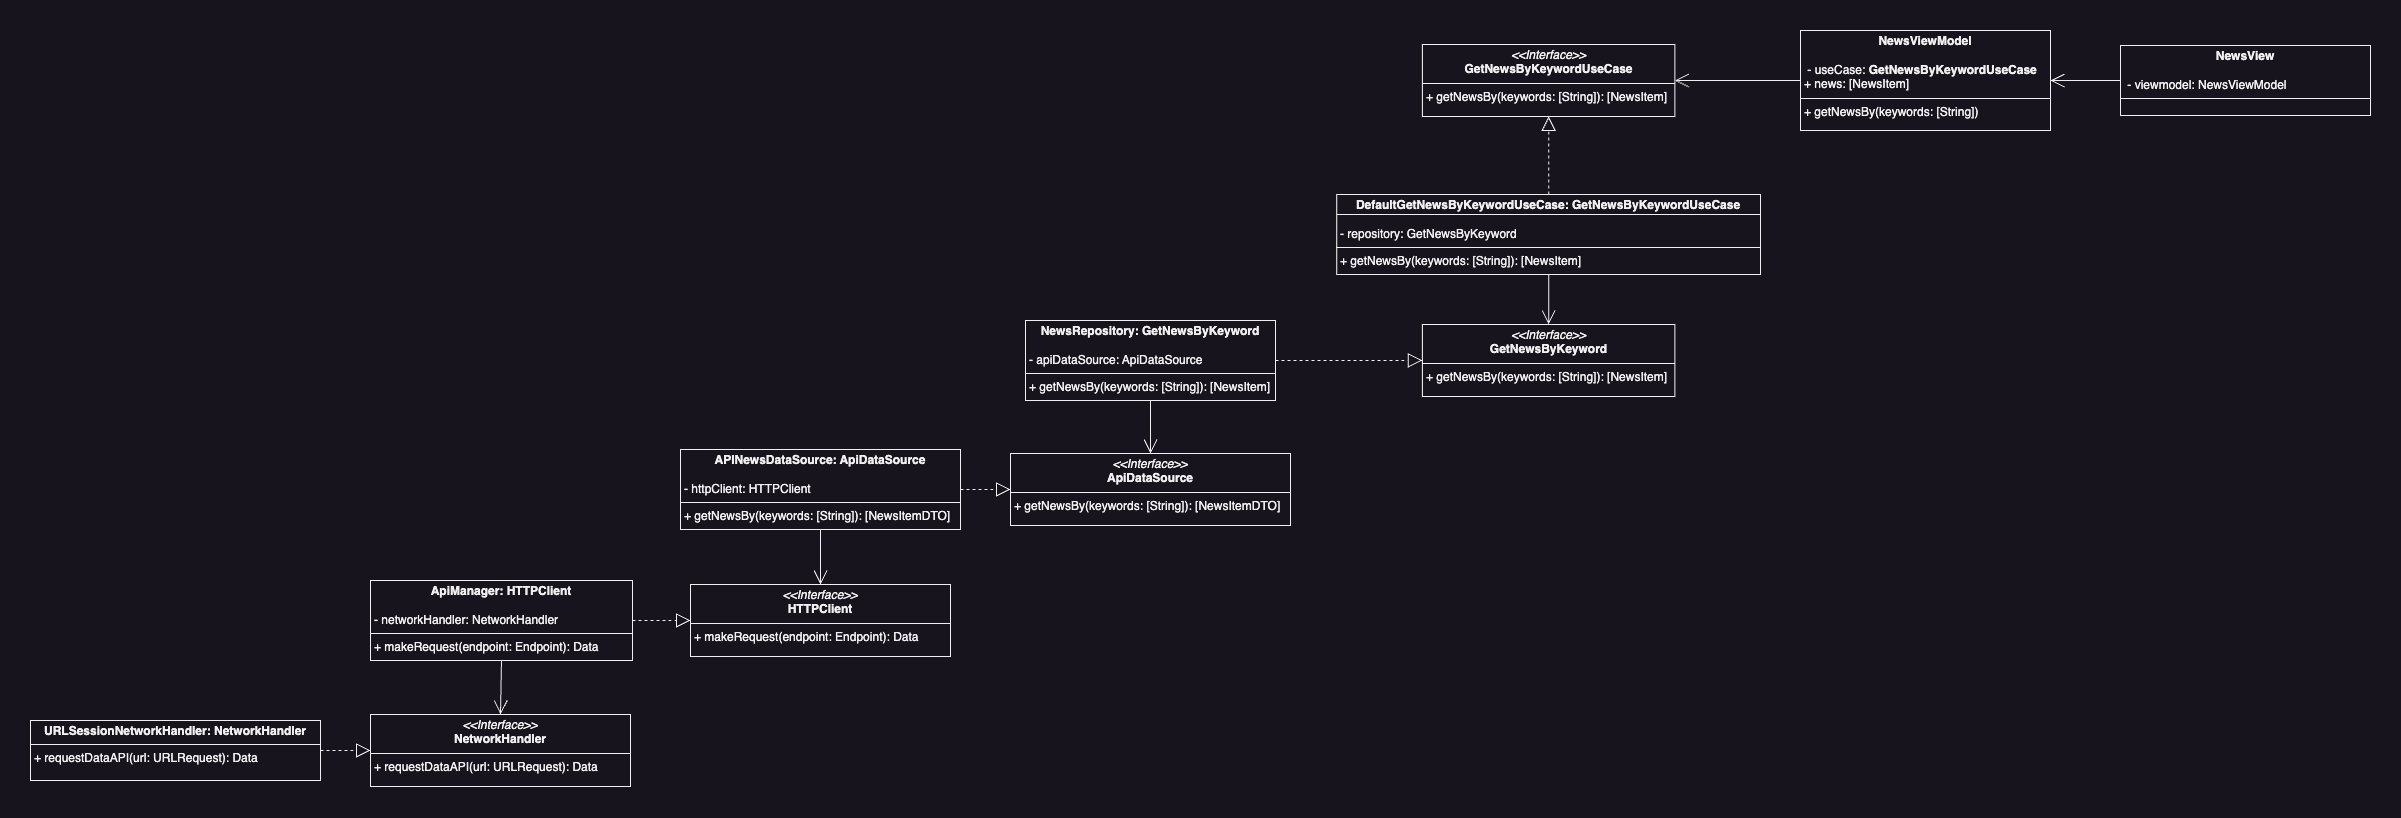 <<Interface>>
GetNewsByKeywordUseCase
+ getNewsBy(keywords: [String]): [NewsItem]
NewsViewModel
- useCase: GetNewsByKeywordUseCase
+ news: [NewsItem]
+ getNewsBy(keywords: [String])
NewsView
- viewmodel: NewsViewModel
DefaultGetNewsByKeywordUseCase: GetNewsByKeywordUseCase
- repository: GetNewsByKeyword
+ getNewsBy(keywords: [String]): [NewsItem]
NewsRepository: GetNewsByKeyword
- apiDataSource: ApiDataSource
+ getNewsBy(keywords: [String]): [NewsItem]
<<Interface>>
GetNewsByKeyword
+ getNewsBy(keywords: [String]): [NewsItem]
APINewsDataSource: ApiDataSource
- httpClient: HTTPClient
+ getNewsBy(keywords: [String]): [NewsItemDTO]
<<Interface>>
ApiDataSource
+ getNewsBy(keywords: [String]): [NewsItemDTO]
ApiManager: HTTPClient
- networkHandler: NetworkHandler
+ makeRequest(endpoint: Endpoint): Data
<<Interface>>
HTTPClient
+ makeRequest(endpoint: Endpoint): Data
URLSessionNetworkHandler: NetworkHandler
+ requestDataAPI(url: URLRequest): Data
<<Interface>>
NetworkHandler
+ requestDataAPI(url: URLRequest): Data